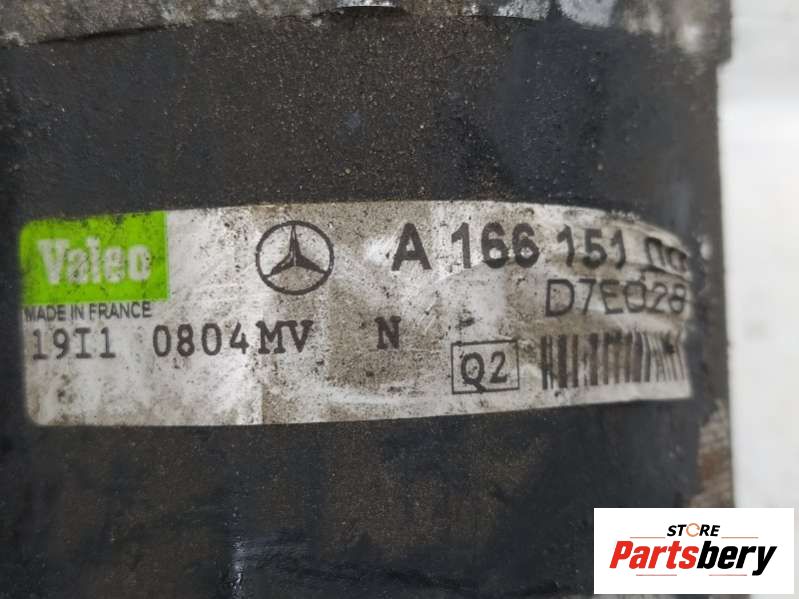 Valeo
MADE IN FRANCE
A 166 151
D7E028
19I1 0804MV N
Q2
STORE
Partsbery